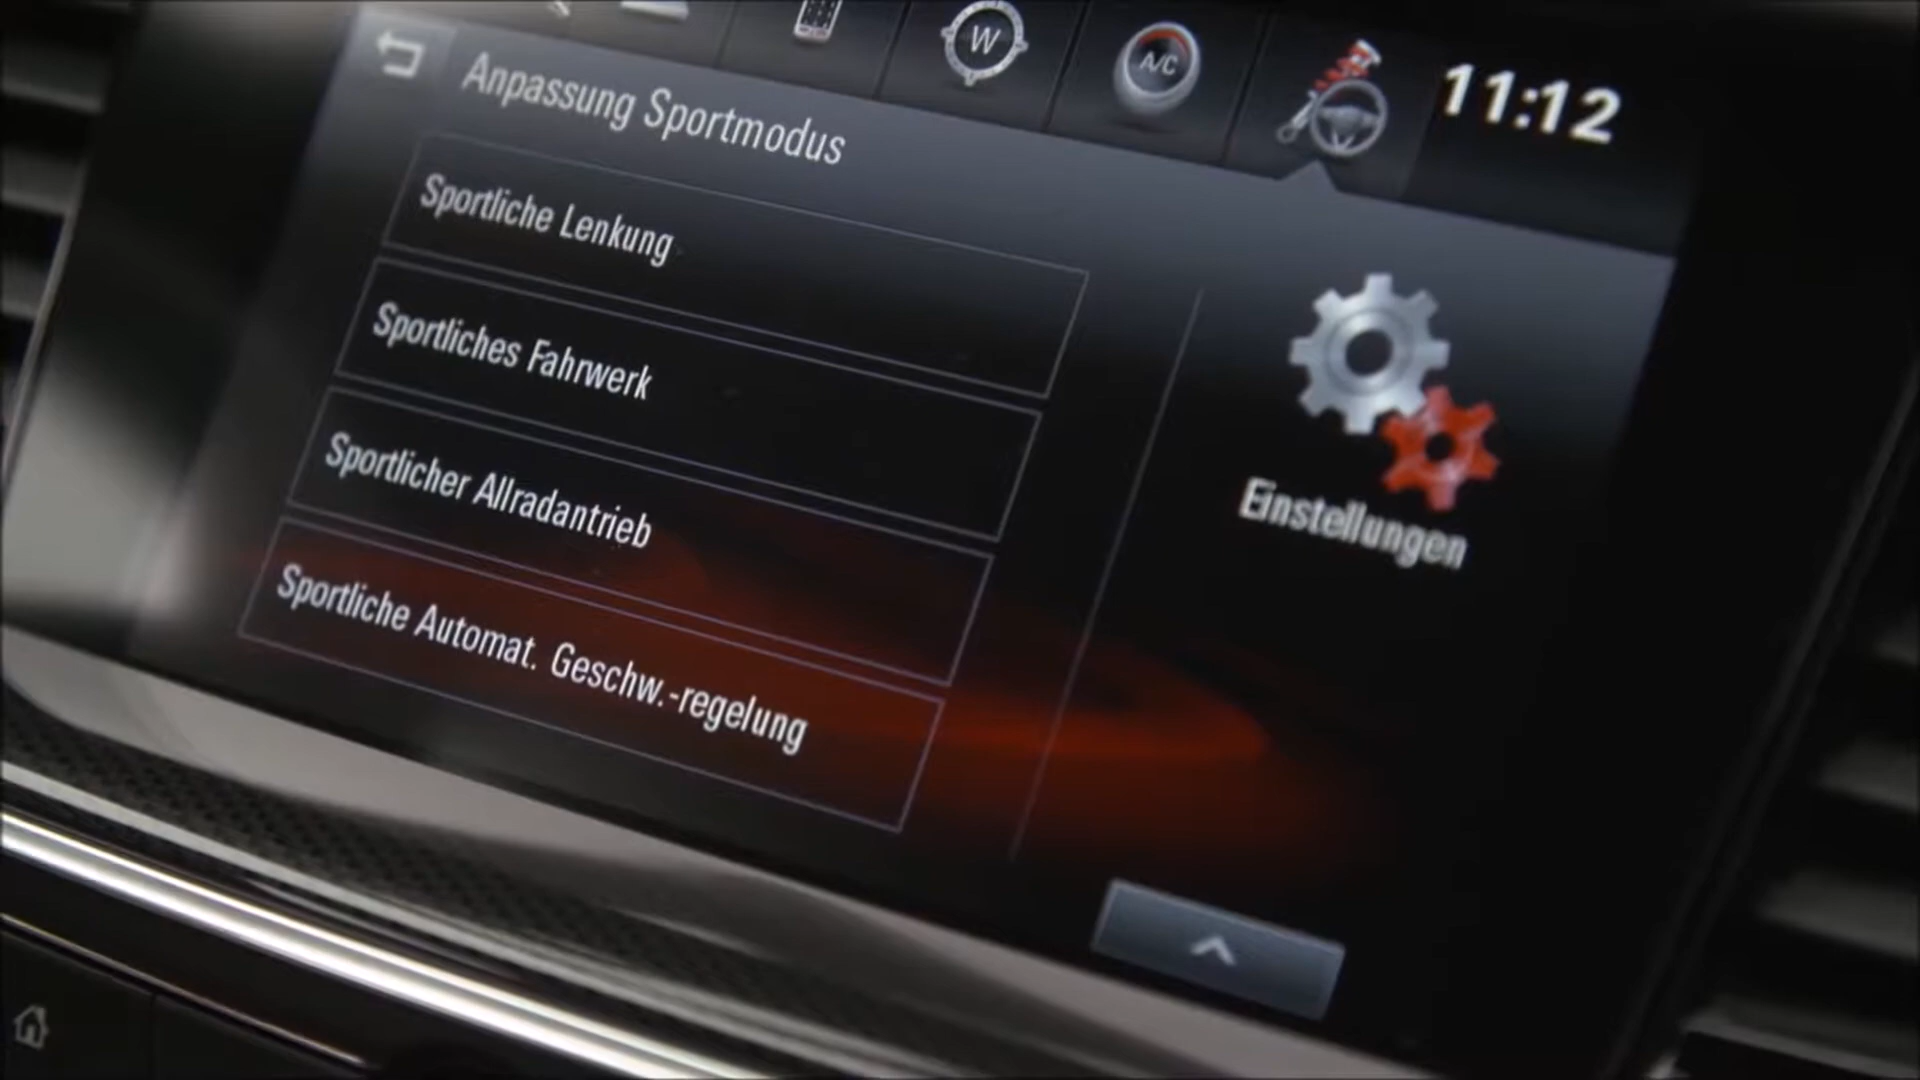 W
A/C
11:12
Anpassung Sportmodus
Sportliche Lenkung
Sportliches Fahrwerk
Sportlicher Allradantrieb
Sportliche Automat. Geschw.-regelung
Einstellungen